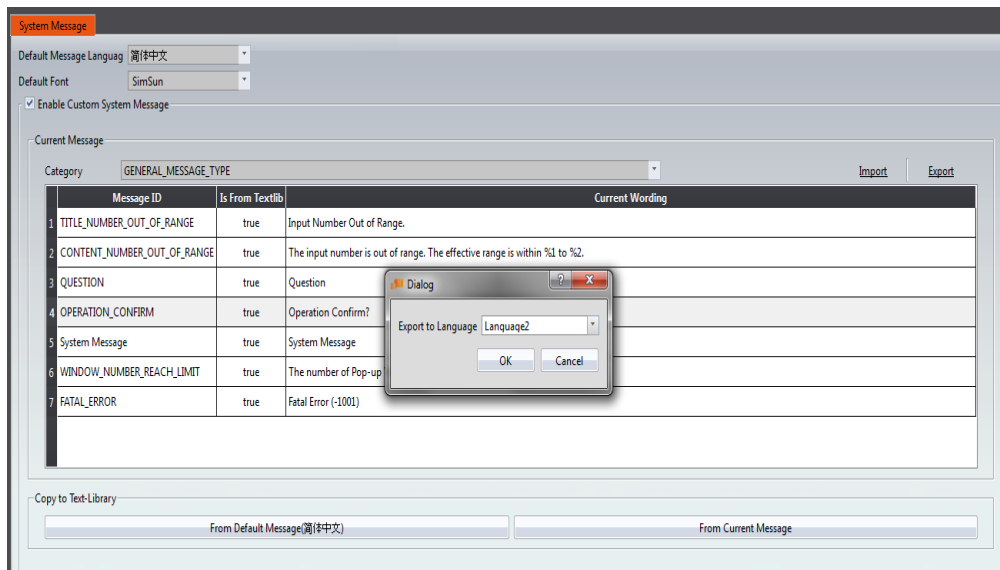 System Message
Default Message Languag 简体中文
Default Font SimSun
Enable Custom System Message
Current Message
Category GENERAL_MESSAGE_TYPE Import Export
Message ID Is From Textlib Current Wording
1 TITLE_NUMBER_OUT_OF_RANGE true Input Number Out of Range.
2 CONTENT_NUMBER_OUT_OF_RANGE true The input number is out of range. The effective range is within %1 to %2.
3 QUESTION true Question
4 OPERATION_CONFIRM true Operation Confirm?
5 System Message true System Message
6 WINDOW_NUMBER_REACH_LIMIT true The number of Pop-up
7 FATAL_ERROR true Fatal Error (-1001)
Dialog
Export to Language Language2
OK Cancel
Copy to Text-Library
From Default Message(简体中文) From Current Message